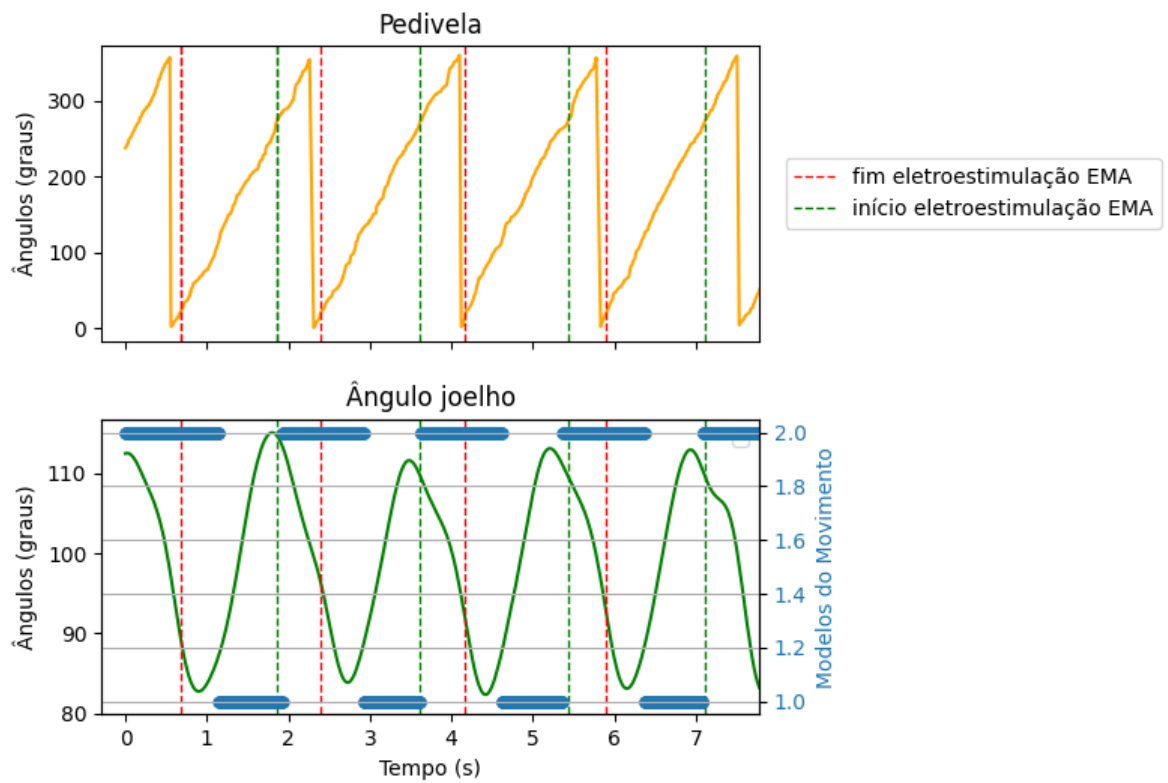 Pedivela
Ângulos (graus)
300
200
100
0
fim eletroestimulação EMA
início eletroestimulação EMA
Ângulo joelho
Ângulos (graus)
110
100
90
80
2.0
1.8
1.6
1.4
1.2
1.0
Modelos do Movimento
0 1 2 3 4 5 6 7
Tempo (s)